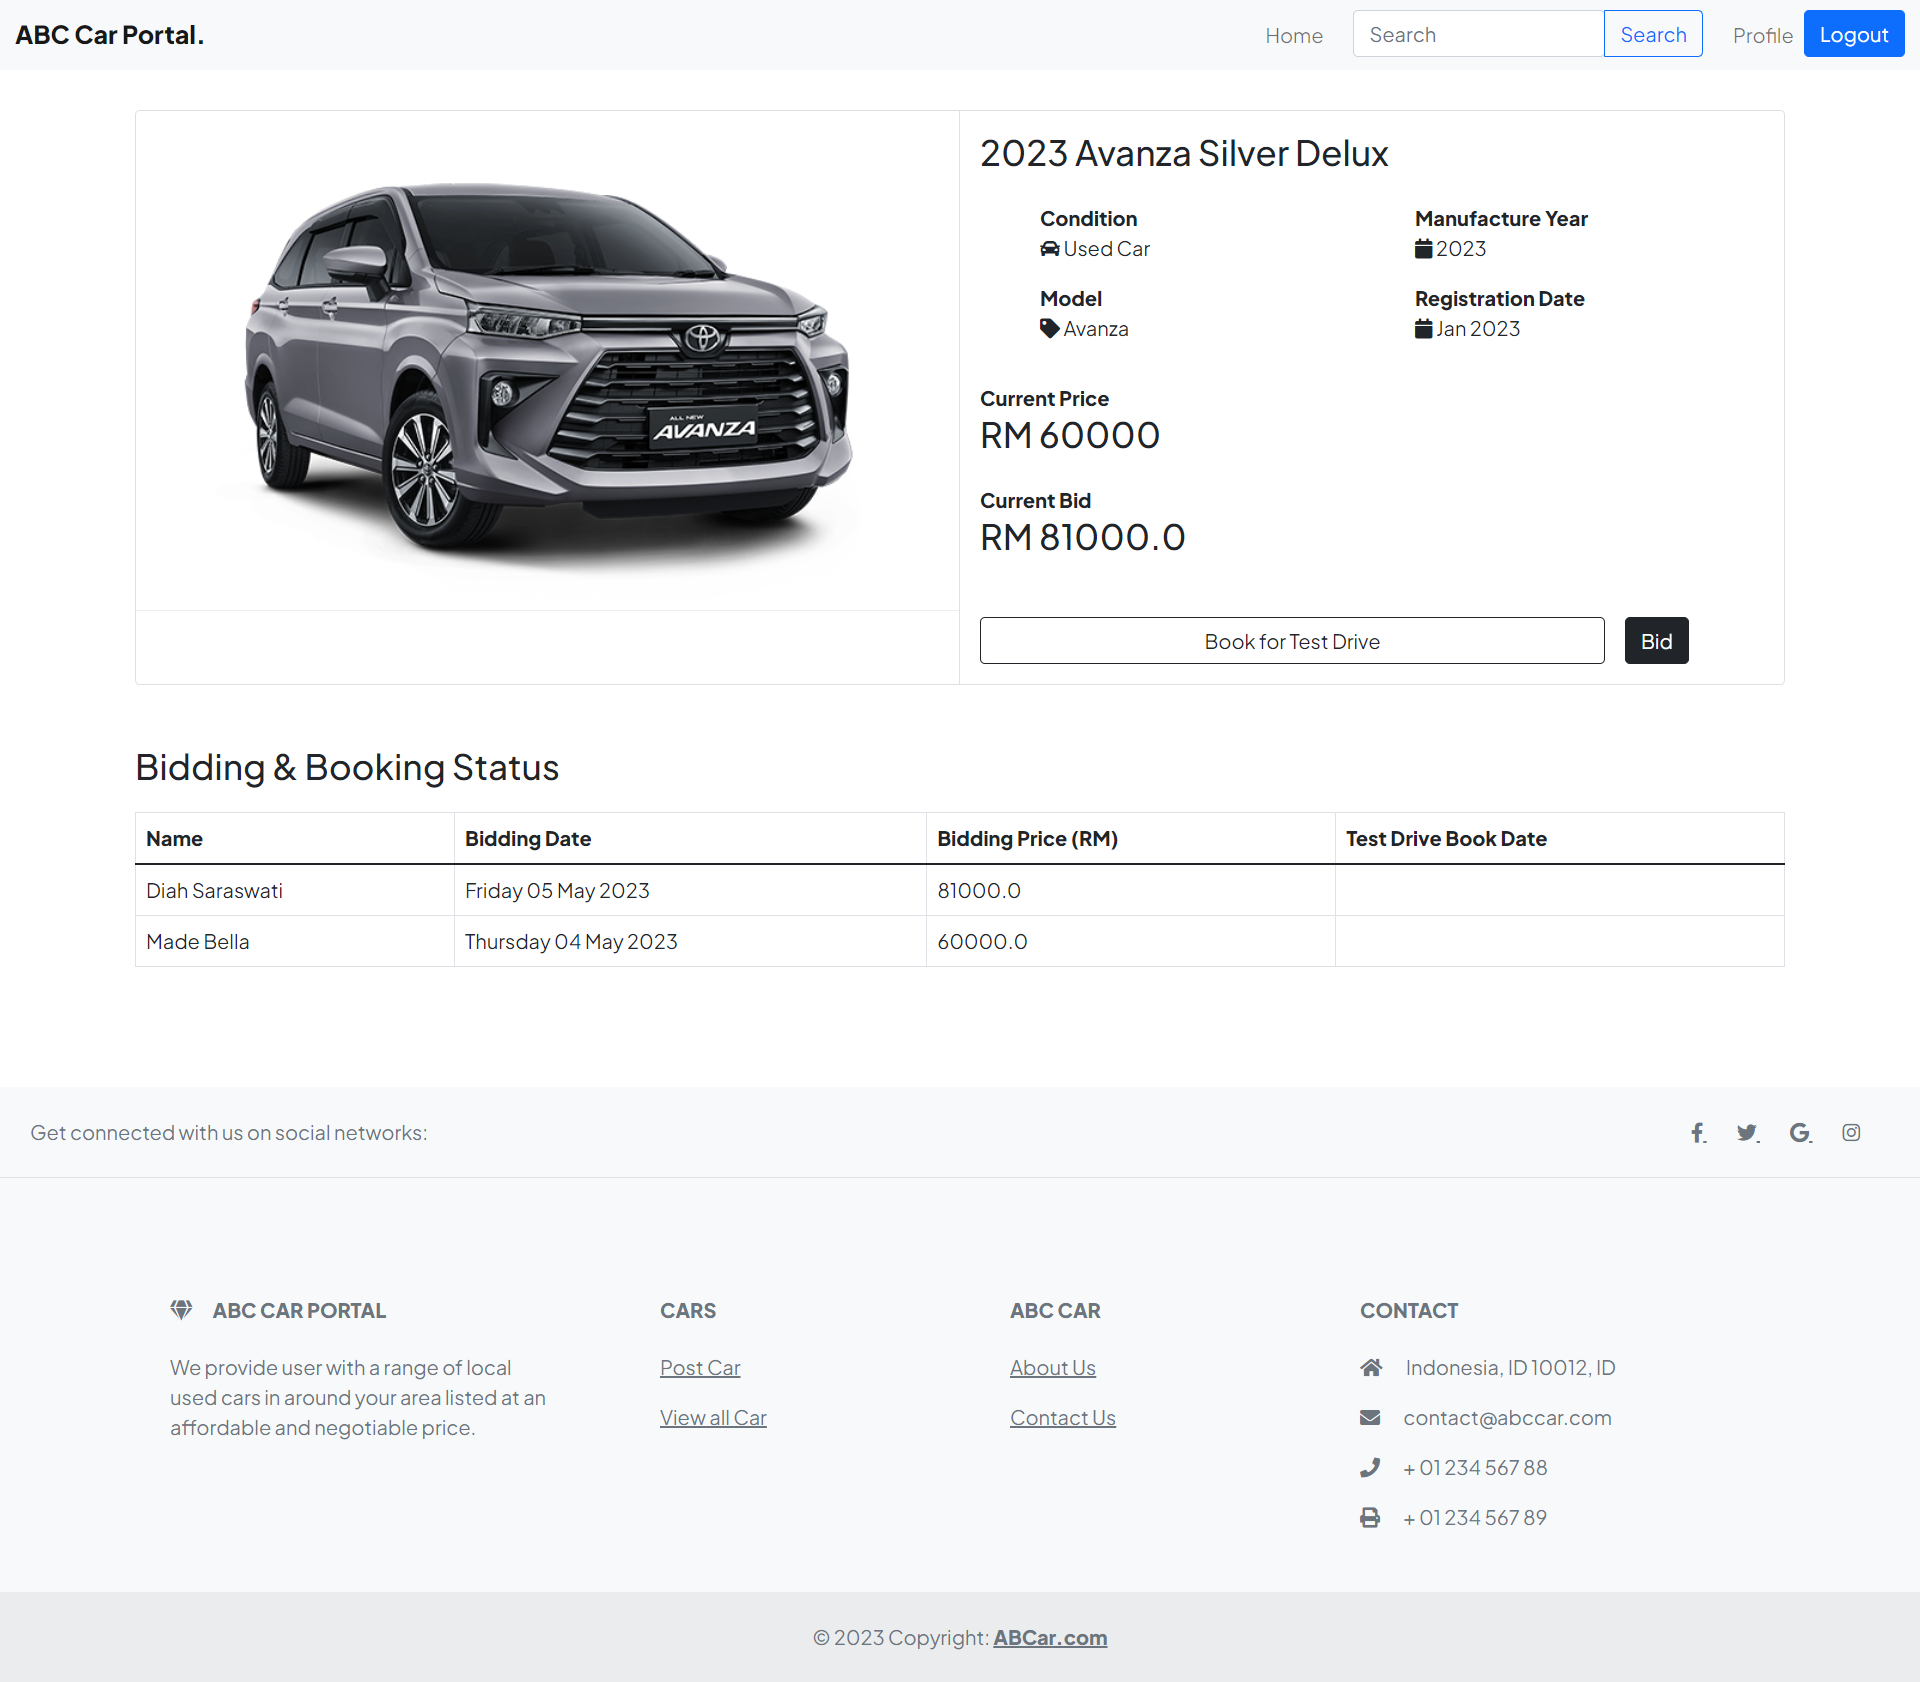 ABC Car Portal.
Home
Search
Search
Profile
Logout
ALL NEW
AVANZA
2023 Avanza Silver Delux
Condition
Used Car
Manufacture Year
2023
Model
Avanza
Registration Date
Jan 2023
Current Price
RM 60000
Current Bid
RM 81000.0
Book for Test Drive
Bid
Bidding & Booking Status
Name Bidding Date Bidding Price (RM) Test Drive Book Date
Diah Saraswati Friday 05 May 2023 81000.0
Made Bella Thursday 04 May 2023 60000.0
Get connected with us on social networks:
ABC CAR PORTAL
We provide user with a range of local
used cars in around your area listed at an
affordable and negotiable price.
CARS
Post Car
View all Car
ABC CAR
About Us
Contact Us
CONTACT
Indonesia, ID 10012, ID
contact@abccar.com
+ 01 234 567 88
+ 01 234 567 89
© 2023 Copyright: ABCar.com